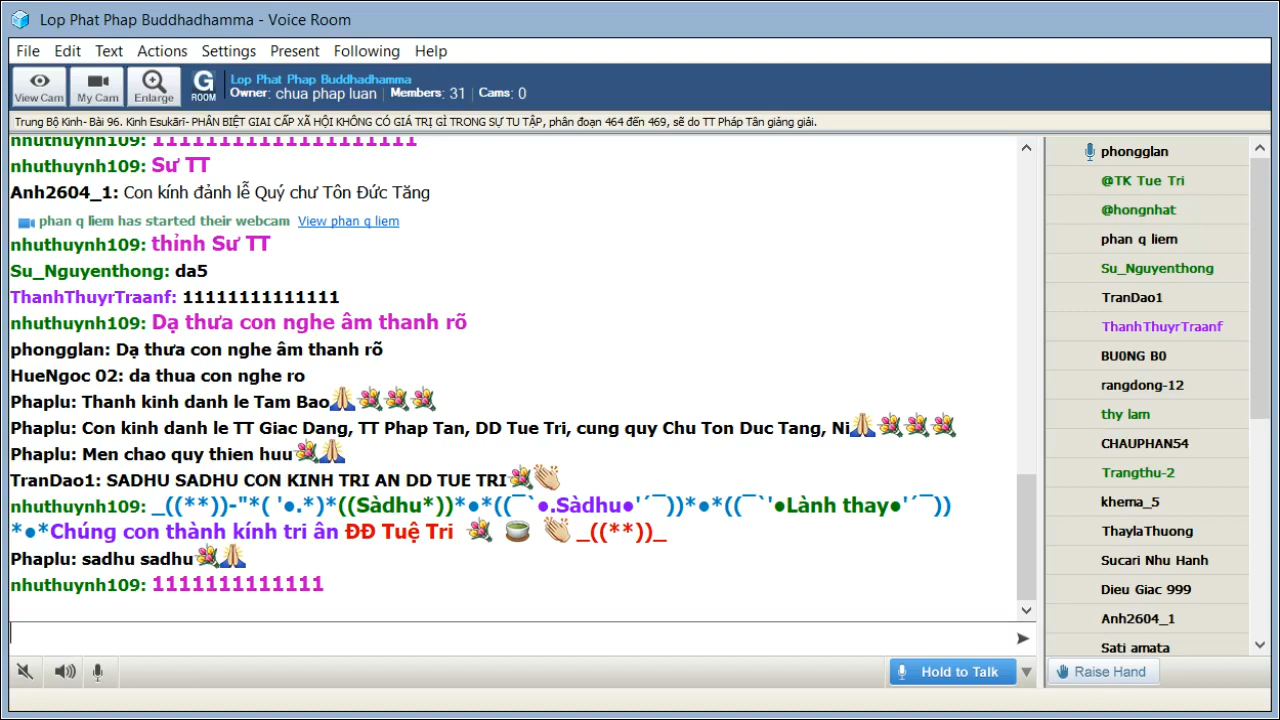 Lop Phat Phap Buddhadhamma - Voice Room
File Edit Text Actions Settings Present Following Help
View Cam My Cam Enlarge G ROOM
Lop Phat Phap Buddhadhamma
Owner: chua phap luan Members: 31 Cams: 0
Trung Bộ Kinh- Bài 96. Kinh Esukārī- PHÂN BIỆT GIAI CẤP XÃ HỘI KHÔNG CÓ GIÁ TRỊ GÌ TRONG SỰ TU TẬP, phân đoạn 464 đến 469, sẽ do TT Pháp Tân giảng giải.
nhuthuynh109: 11111111111111111111
nhuthuynh109: Sư TT
Anh2604_1: Con kính đảnh lễ Quý chư Tôn Đức Tăng
phan q liem has started their webcam View phan q liem
nhuthuynh109: thỉnh Sư TT
Su_Nguyenthong: da5
ThanhThuyrTraanf: 11111111111111
nhuthuynh109: Dạ thưa con nghe âm thanh rõ
phongglan: Dạ thưa con nghe âm thanh rõ
HueNgoc 02: da thua con nghe ro
Phaplu: Thanh kinh danh le Tam Bao🙏💐💐💐
Phaplu: Con kinh danh le TT Giac Dang, TT Phap Tan, DD Tue Tri, cung quy Chu Ton Duc Tang, Ni🙏💐💐💐
Phaplu: Men chao quy thien huu💐🙏
TranDao1: SADHU SADHU CON KINH TRI AN DD TUE TRI💐👏
nhuthuynh109: _((**))-"*( '●.*)*((Sàdhu*))*●*((¯`●.Sàdhu●'´¯))*●*((¯`'●Lành thay●'´¯))
*●*Chúng con thành kính tri ân ĐĐ Tuệ Tri 💐 🍵 👏 _((**))_
Phaplu: sadhu sadhu💐🙏
nhuthuynh109: 1111111111111
Hold to Talk
phongglan
@TK Tue Tri
@hongnhat
phan q liem
Su_Nguyenthong
TranDao1
ThanhThuyrTraanf
BU0NG B0
rangdong-12
thy lam
CHAUPHAN54
Trangthu-2
khema_5
ThaylaThuong
Sucari Nhu Hanh
Dieu Giac 999
Anh2604_1
Sati amata
Raise Hand